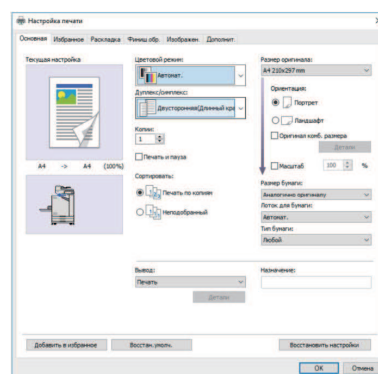 Настройка печати
Основная Избранное Раскладка Финиш.обр. Изображен. Дополнит.
Текущая настройка
A4 -> A4 (100%)
Цветовой режим:
Автомат.
Дуплекс/симплекс:
Двусторонняя(Длинный кра
Копии:
1
Печать и пауза
Сортировать:
Печать по копиям
Неподобранный
Вывод:
Печать
Детали
Размер оригинала:
A4 210x297 mm
Ориентация:
Портрет
Ландшафт
Оригинал комб. размера
Детали
Масштаб 100 %
Размер бумаги:
Аналогично оригиналу
Лоток для бумаги:
Автомат.
Тип бумаги:
Любой
Назначение:
Добавить в избранное
Восстан.умолч.
Восстановить настройки
OK
Отмена